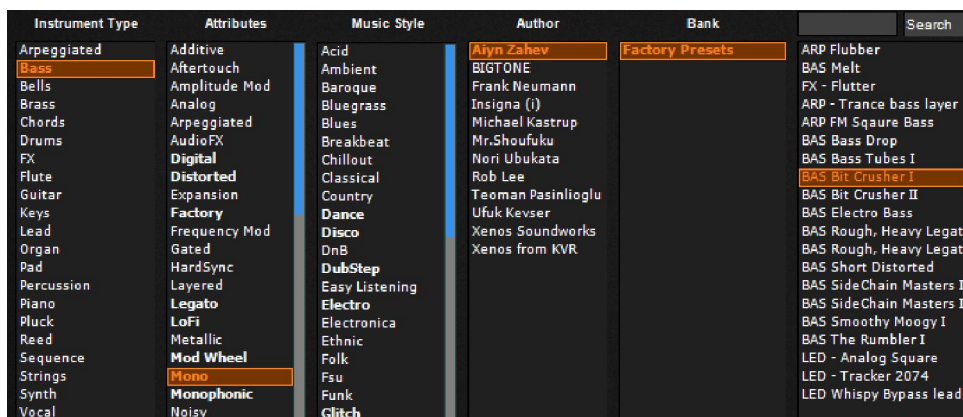 Instrument Type
Attributes
Music Style
Author
Bank
Search
Arpeggiated
Bass
Bells
Brass
Chords
Drums
FX
Flute
Guitar
Keys
Lead
Organ
Pad
Percussion
Piano
Pluck
Reed
Sequence
Strings
Synth
Vocal
Additive
Aftertouch
Amplitude Mod
Analog
Arpeggiated
AudioFX
Digital
Distorted
Expansion
Factory
Frequency Mod
Gated
HardSync
Layered
Legato
LoFi
Metallic
Mod Wheel
Mono
Monophonic
Noisy
Acid
Ambient
Baroque
Bluegrass
Blues
Breakbeat
Chillout
Classical
Country
Dance
Disco
DnB
DubStep
Easy Listening
Electro
Electronica
Ethnic
Folk
Fsu
Funk
Glitch
Aiyn Zahev
BIGTONE
Frank Neumann
Insigna (i)
Michael Kastrup
Mr.Shoufuku
Nori Ubukata
Rob Lee
Teoman Pasinlioglu
Ufuk Kevser
Xenos Soundworks
Xenos from KVR
Factory Presets
ARP Flubber
BAS Melt
FX - Flutter
ARP - Trance bass layer
ARP FM Sqaure Bass
BAS Bass Drop
BAS Bass Tubes I
BAS Bit Crusher I
BAS Bit Crusher II
BAS Electro Bass
BAS Rough, Heavy Legat
BAS Rough, Heavy Legat
BAS Short Distorted
BAS SideChain Masters I
BAS SideChain Masters I
BAS Smoothy Moogy I
BAS The Rumbler I
LED - Analog Square
LED - Tracker 2074
LED Whispy Bypass lead